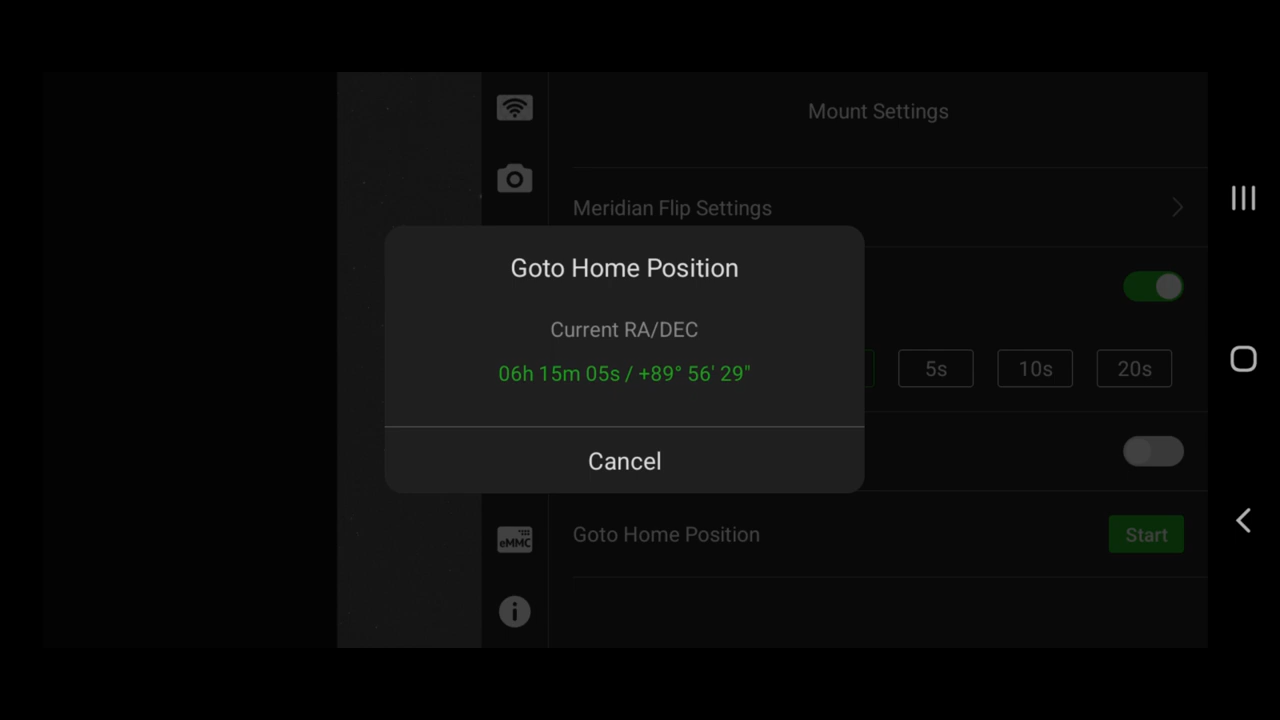 Mount Settings
Meridian Flip Settings
Goto Home Position
Current RA/DEC
06h 15m 05s / +89° 56' 29"
5s
10s
20s
Cancel
eMMC
Goto Home Position
Start